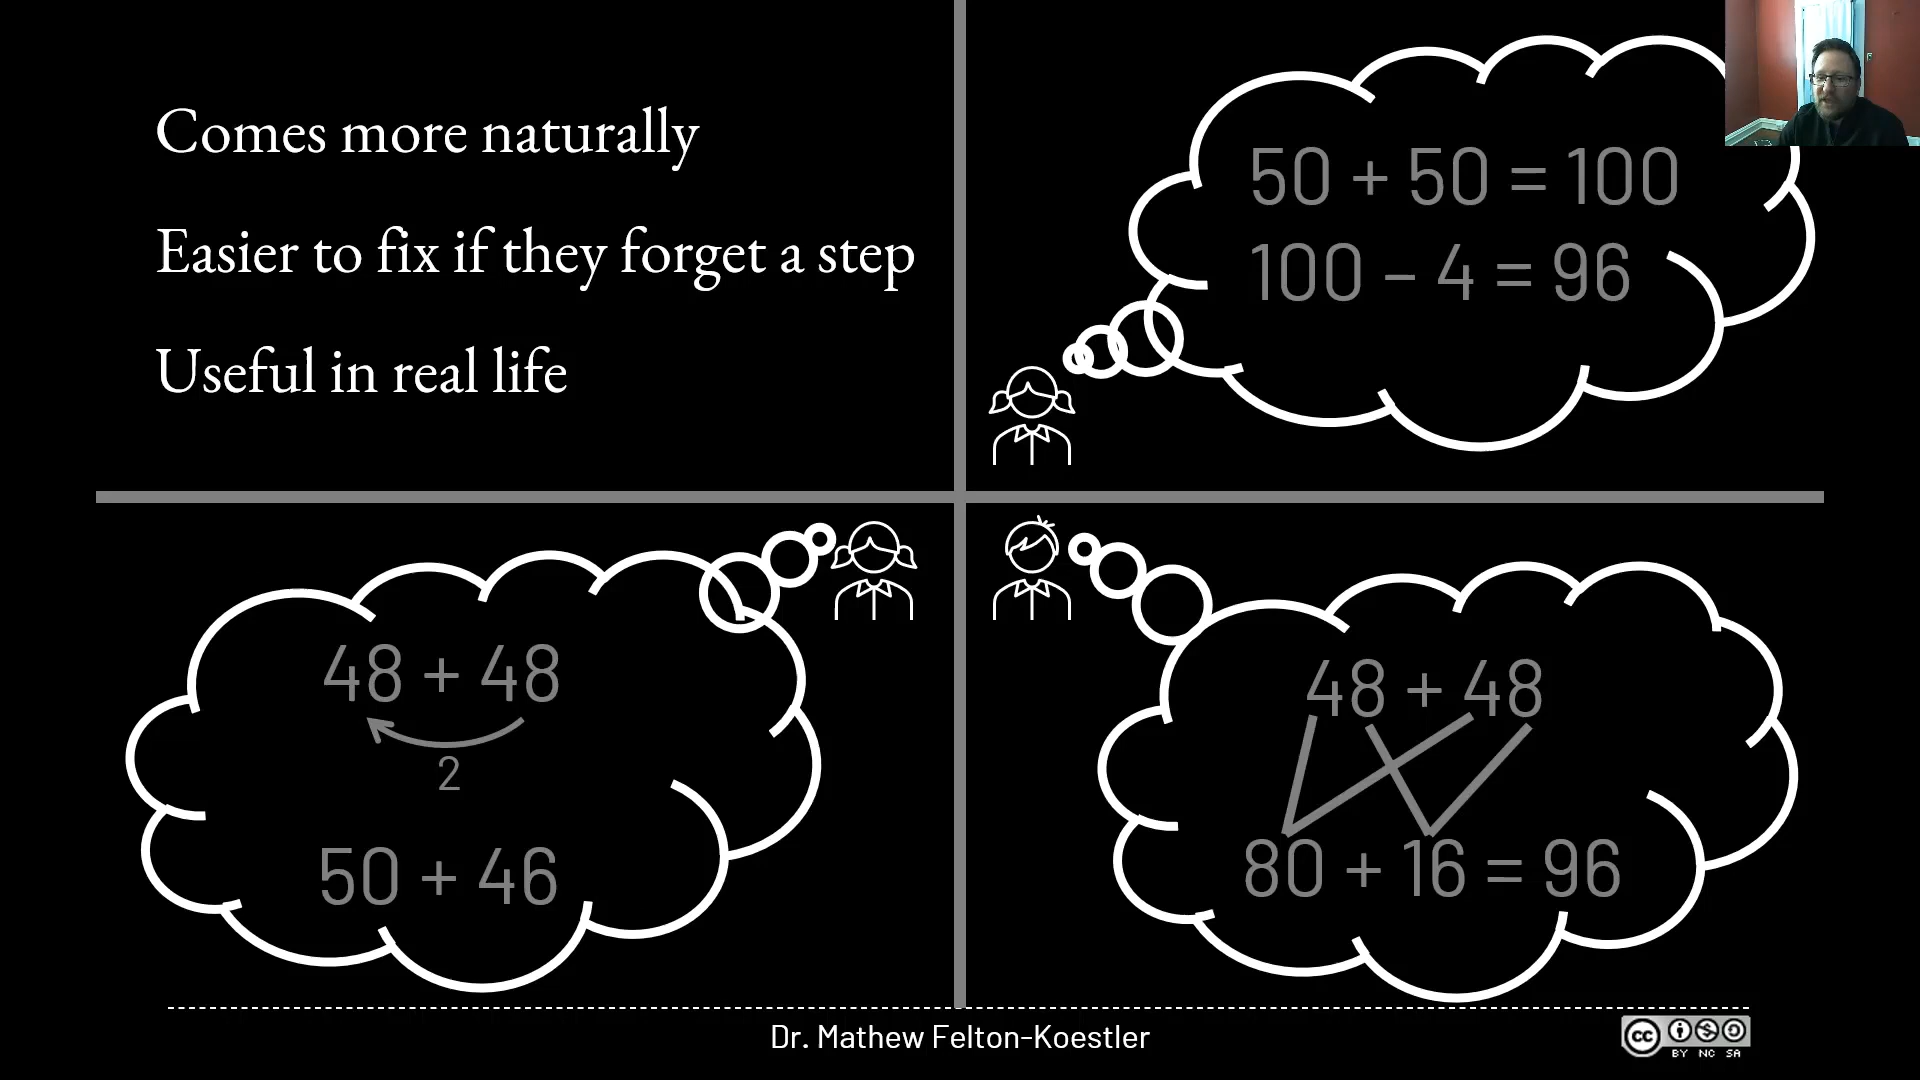 Comes more naturally
Easier to fix if they forget a step
Useful in real life
50 + 50 = 100
100 – 4 = 96
48 + 48
2
50 + 46
48 + 48
80 + 16 = 96
Dr. Mathew Felton-Koestler
cc
BY NC SA